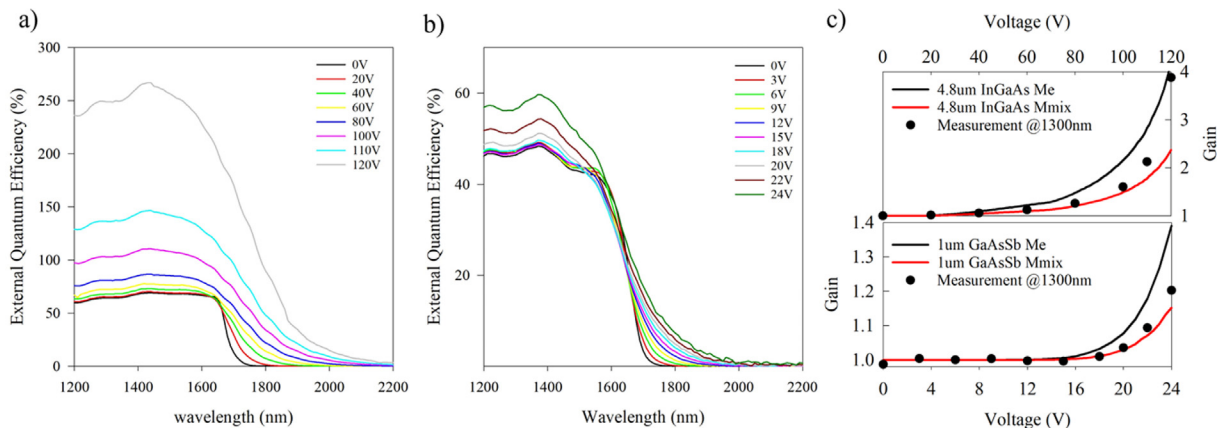 a)
External Quantum Efficiency (%)
300
250
200
150
100
50
0
1200 1400 1600 1800 2000 2200
wavelength (nm)
0V
20V
40V
60V
80V
100V
110V
120V
b)
External Quantum Efficiency (%)
60
40
20
1200 1400 1600 1800 2000 2200
Wavelength (nm)
0V
3V
6V
9V
12V
15V
18V
20V
22V
24V
c)
Voltage (V)
0 20 40 60 80 100 120
4.8um InGaAs Me
4.8um InGaAs Mmix
Measurement @1300nm
4
3
2
1
Gain
1.4
1.3
1.2
1.1
1.0
Gain
1um GaAsSb Me
1um GaAsSb Mmix
Measurement @1300nm
0 4 8 12 16 20 24
Voltage (V)